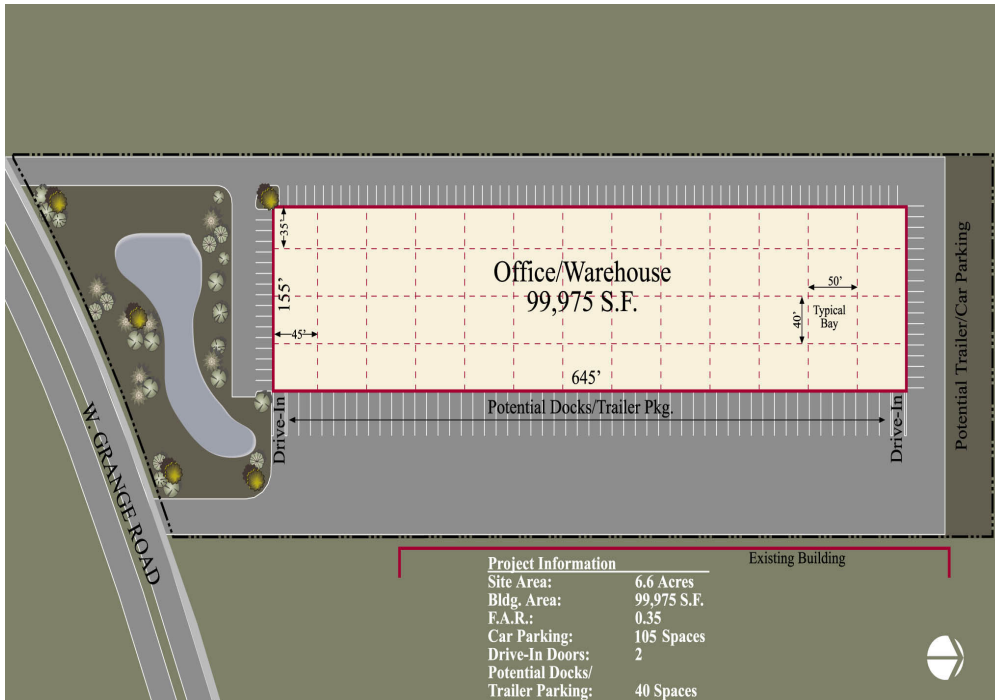 Office/Warehouse
99,975 S.F.
35'
155'
45'
50'
40'
Typical
Bay
645'
Potential Docks/Trailer Pkg.
Drive-In
Drive-In
Potential Trailer/Car Parking
W. GRANGE ROAD
Existing Building
Project Information
Site Area: 6.6 Acres
Bldg. Area: 99,975 S.F.
F.A.R.: 0.35
Car Parking: 105 Spaces
Drive-In Doors: 2
Potential Docks/
Trailer Parking: 40 Spaces